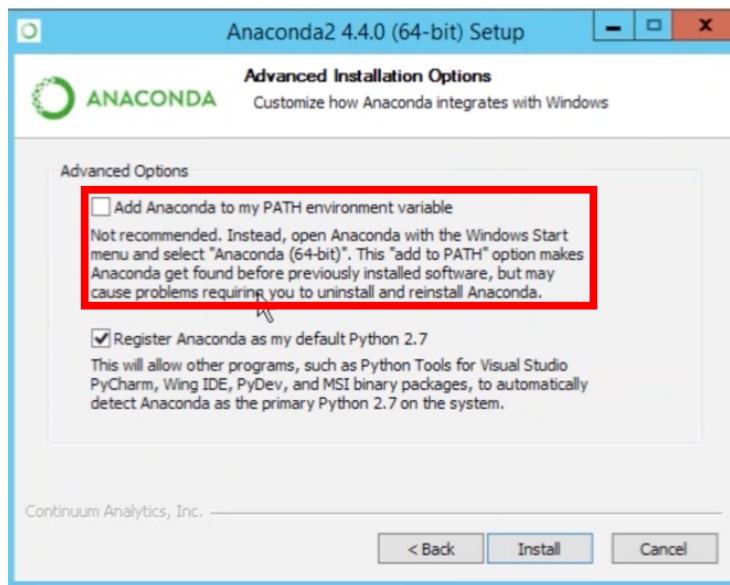 Anaconda2 4.4.0 (64-bit) Setup
ANACONDA
Advanced Installation Options
Customize how Anaconda integrates with Windows
Advanced Options
Add Anaconda to my PATH environment variable
Not recommended. Instead, open Anaconda with the Windows Start
menu and select "Anaconda (64-bit)". This "add to PATH" option makes
Anaconda get found before previously installed software, but may
cause problems requiring you to uninstall and reinstall Anaconda.
Register Anaconda as my default Python 2.7
This will allow other programs, such as Python Tools for Visual Studio
PyCharm, Wing IDE, PyDev, and MSI binary packages, to automatically
detect Anaconda as the primary Python 2.7 on the system.
Continuum Analytics, Inc.
< Back
Install
Cancel